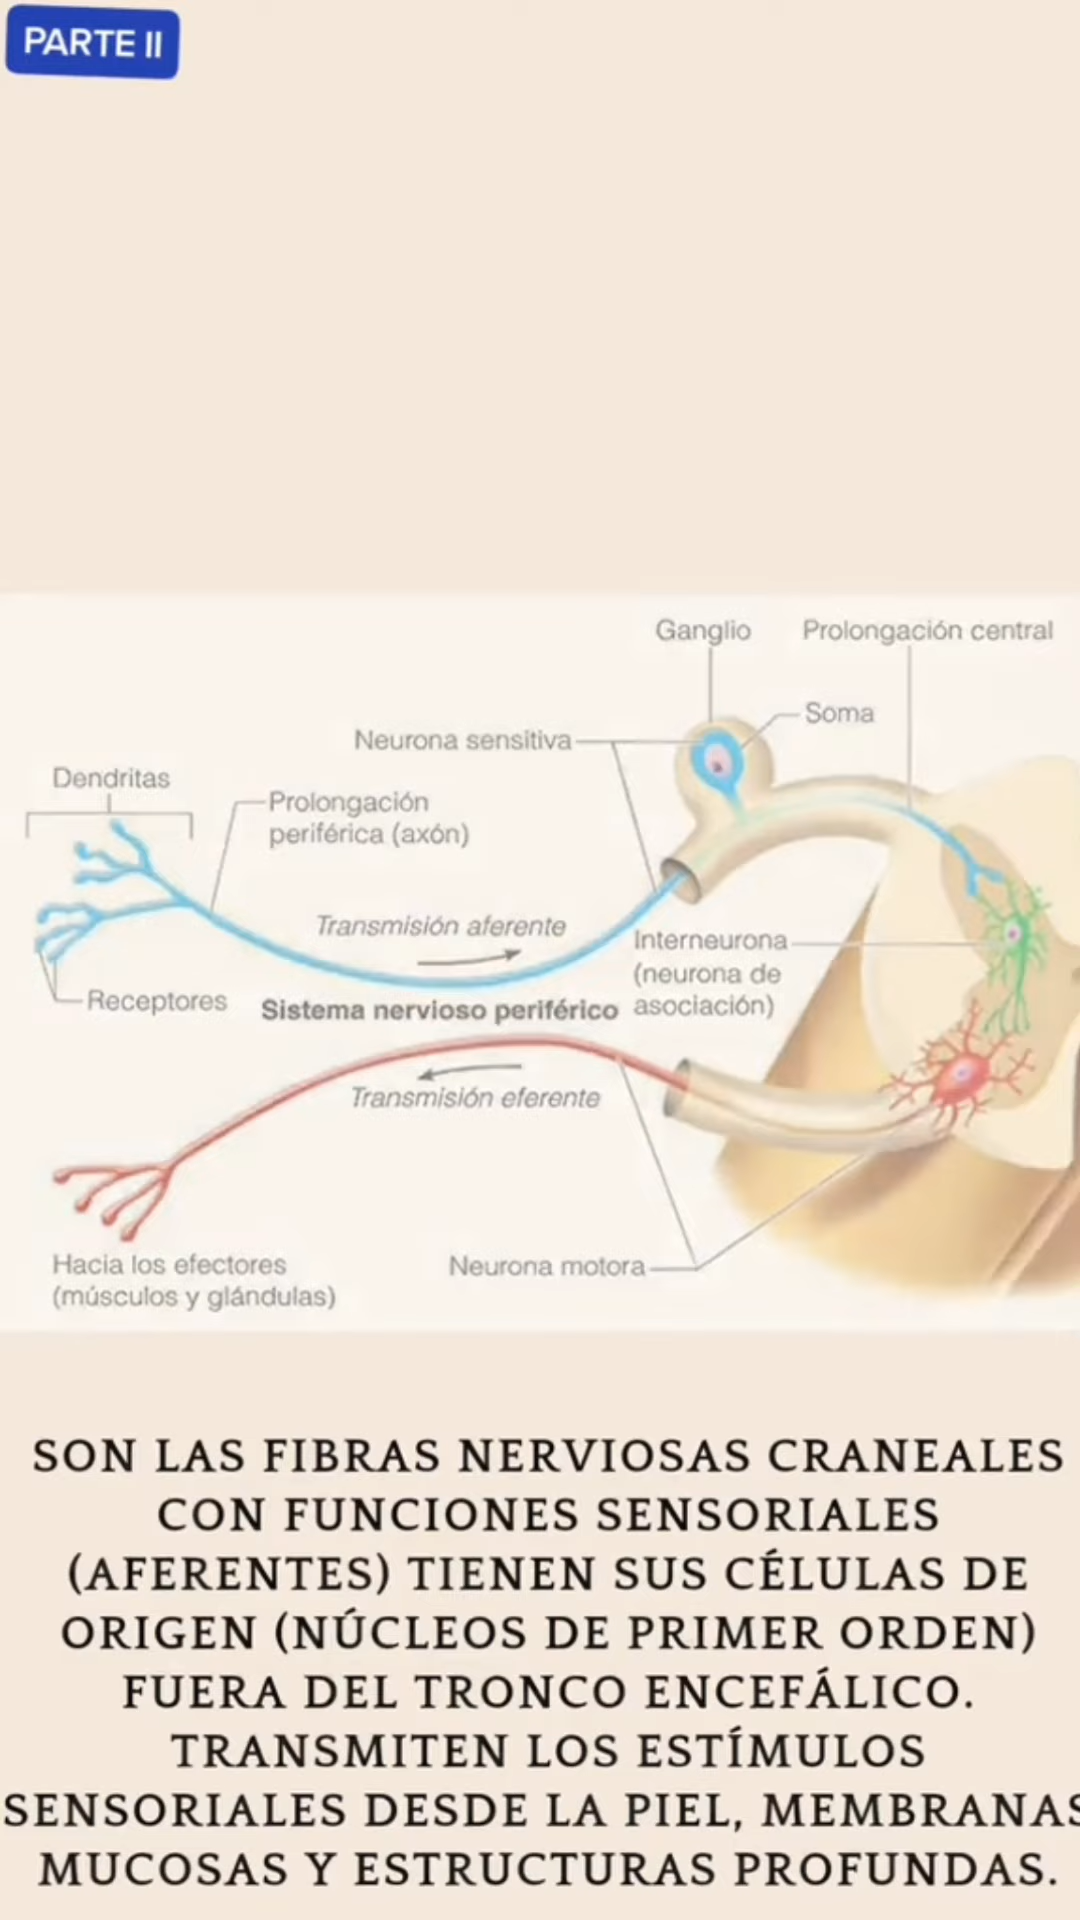 PARTE II
Ganglio
Prolongación central
Soma
Neurona sensitiva
Dendritas
Prolongación
periférica (axón)
Transmisión aferente
Interneurona
(neurona de
asociación)
Receptores
Sistema nervioso periférico
Transmisión eferente
Hacia los efectores
(músculos y glándulas)
Neurona motora
SON LAS FIBRAS NERVIOSAS CRANEALES
CON FUNCIONES SENSORIALES
(AFERENTES) TIENEN SUS CÉLULAS DE
ORIGEN (NÚCLEOS DE PRIMER ORDEN)
FUERA DEL TRONCO ENCEFÁLICO.
TRANSMITEN LOS ESTÍMULOS
SENSORIALES DESDE LA PIEL, MEMBRANAS
MUCOSAS Y ESTRUCTURAS PROFUNDAS.